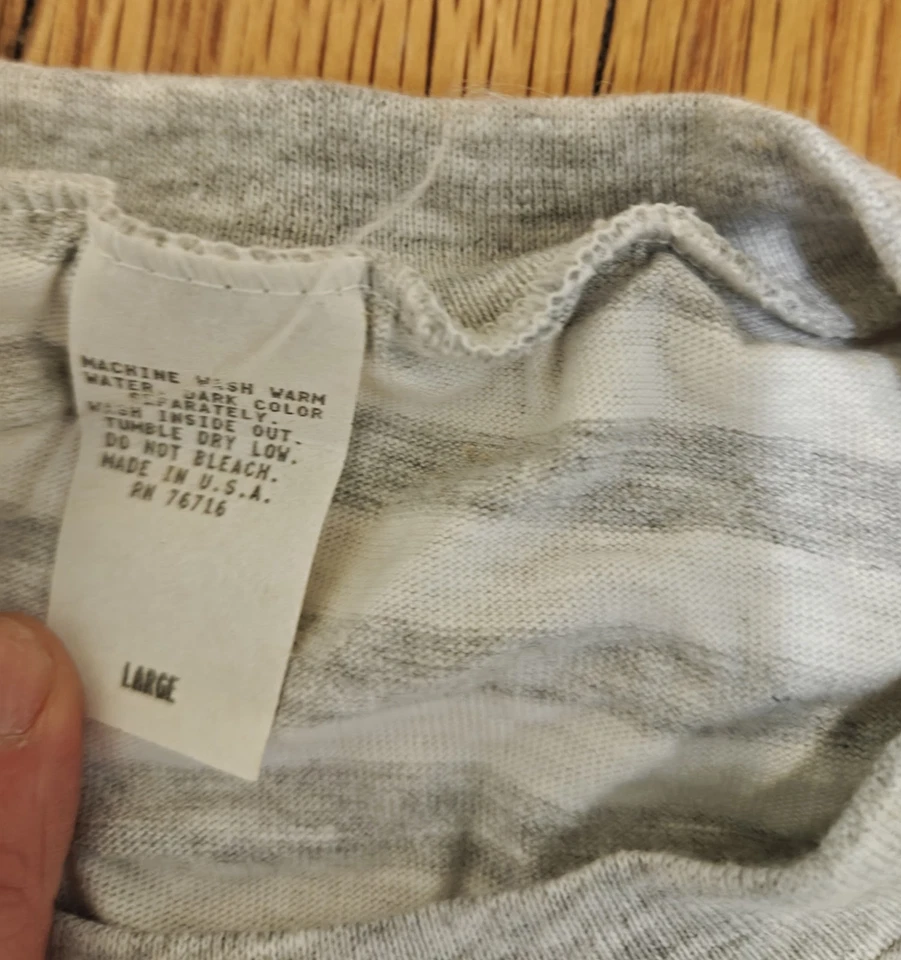 MACHINE WASH WARM
WATER. DARK COLOR
SEPARATELY.
WASH INSIDE OUT.
TUMBLE DRY LOW.
DO NOT BLEACH.
MADE IN U.S.A.
RN 76716
LARGE